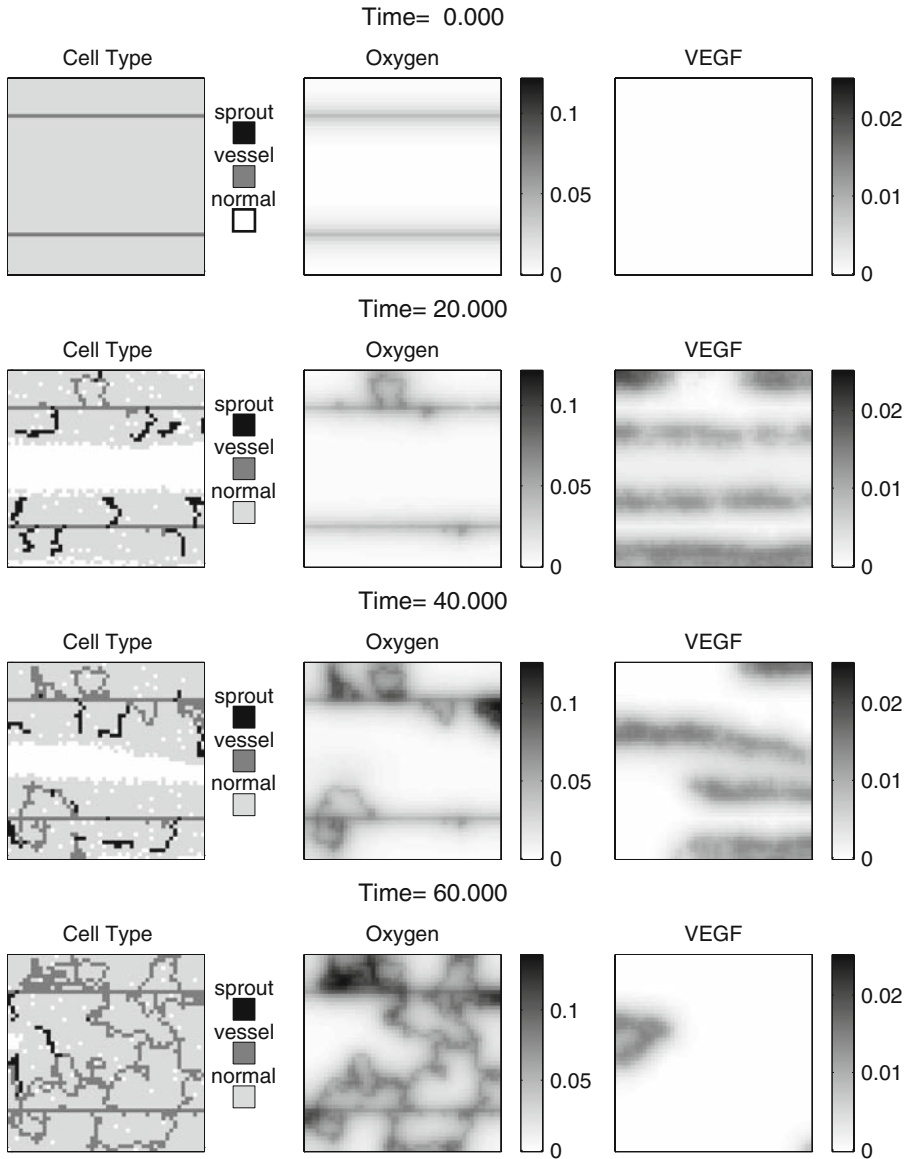 Time= 0.000
Cell Type
sprout
vessel
normal
Oxygen
0.1
0.05
0
VEGF
0.02
0.01
0
Time= 20.000
Cell Type
sprout
vessel
normal
Oxygen
0.1
0.05
0
VEGF
0.02
0.01
0
Time= 40.000
Cell Type
sprout
vessel
normal
Oxygen
0.1
0.05
0
VEGF
0.02
0.01
0
Time= 60.000
Cell Type
sprout
vessel
normal
Oxygen
0.1
0.05
0
VEGF
0.02
0.01
0